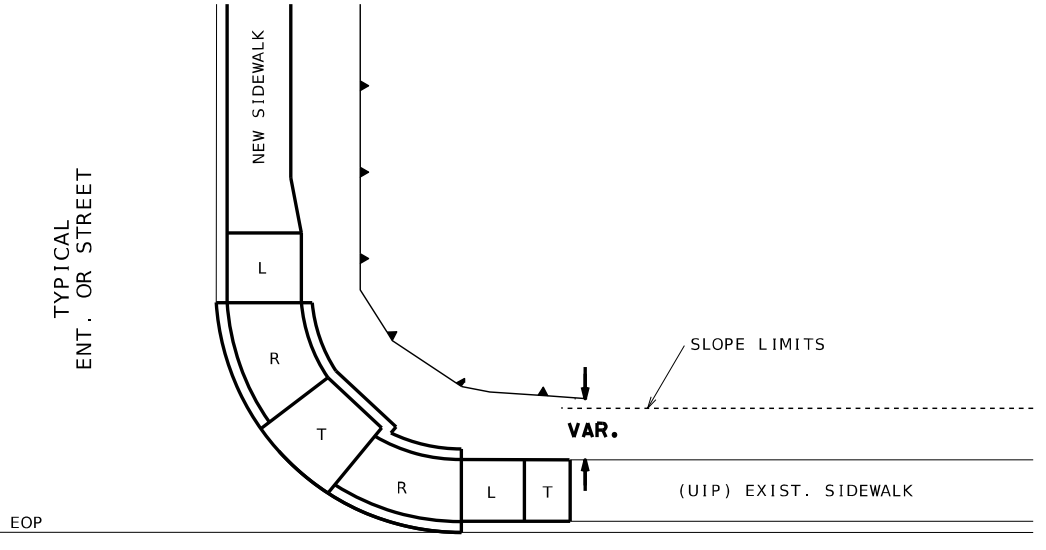 NEW SIDEWALK
TYPICAL
ENT. OR STREET
L
R
SLOPE LIMITS
T
VAR.
R
L
T
(UIP) EXIST. SIDEWALK
EOP